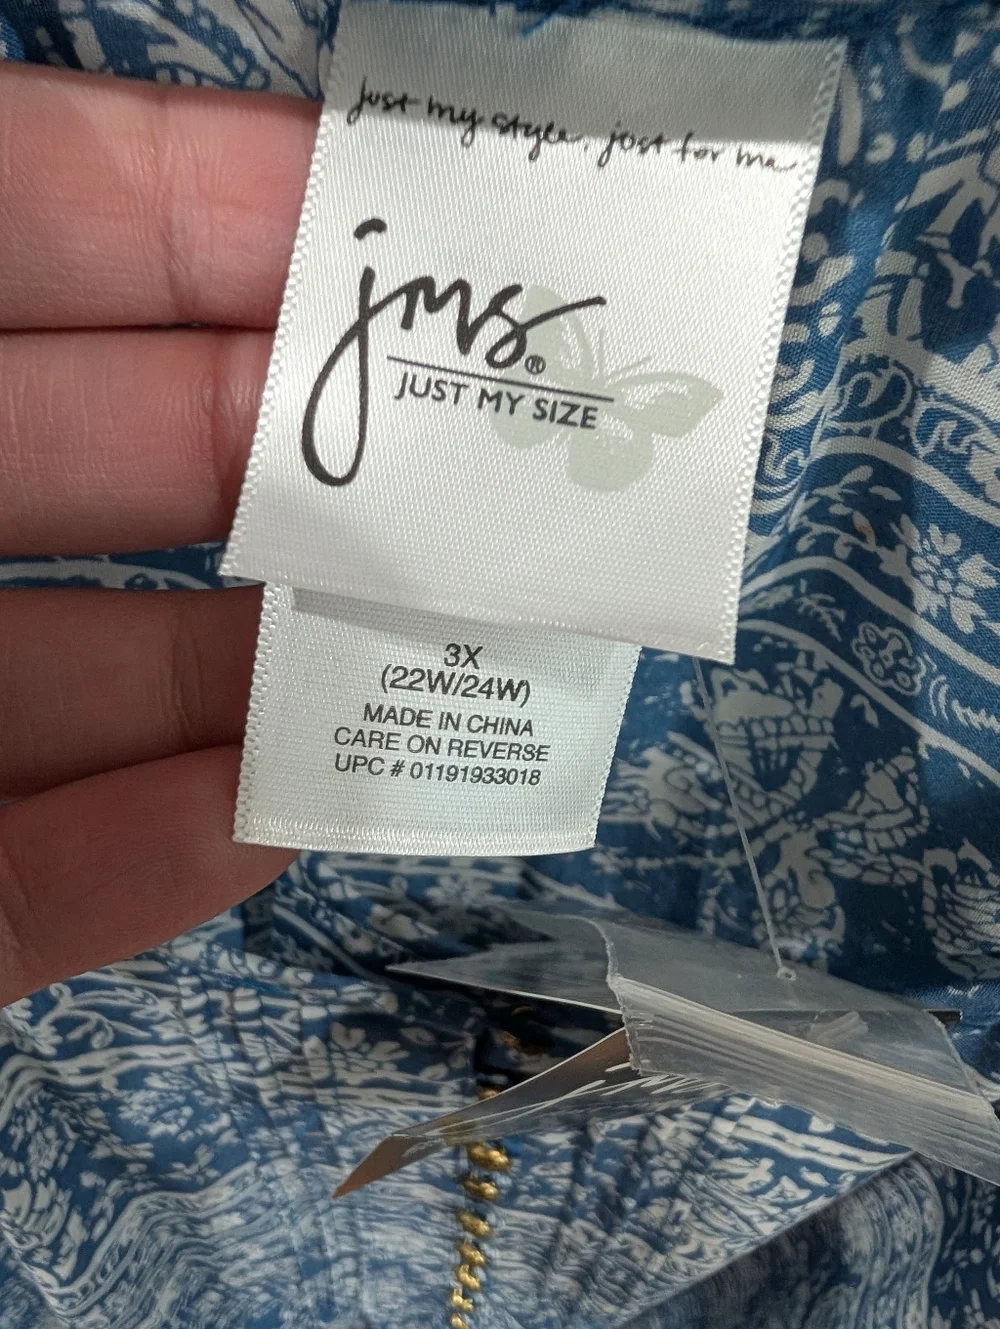 just my style, just for me
jms®
JUST MY SIZE
3X
(22W/24W)
MADE IN CHINA
CARE ON REVERSE
UPC # 01191933018